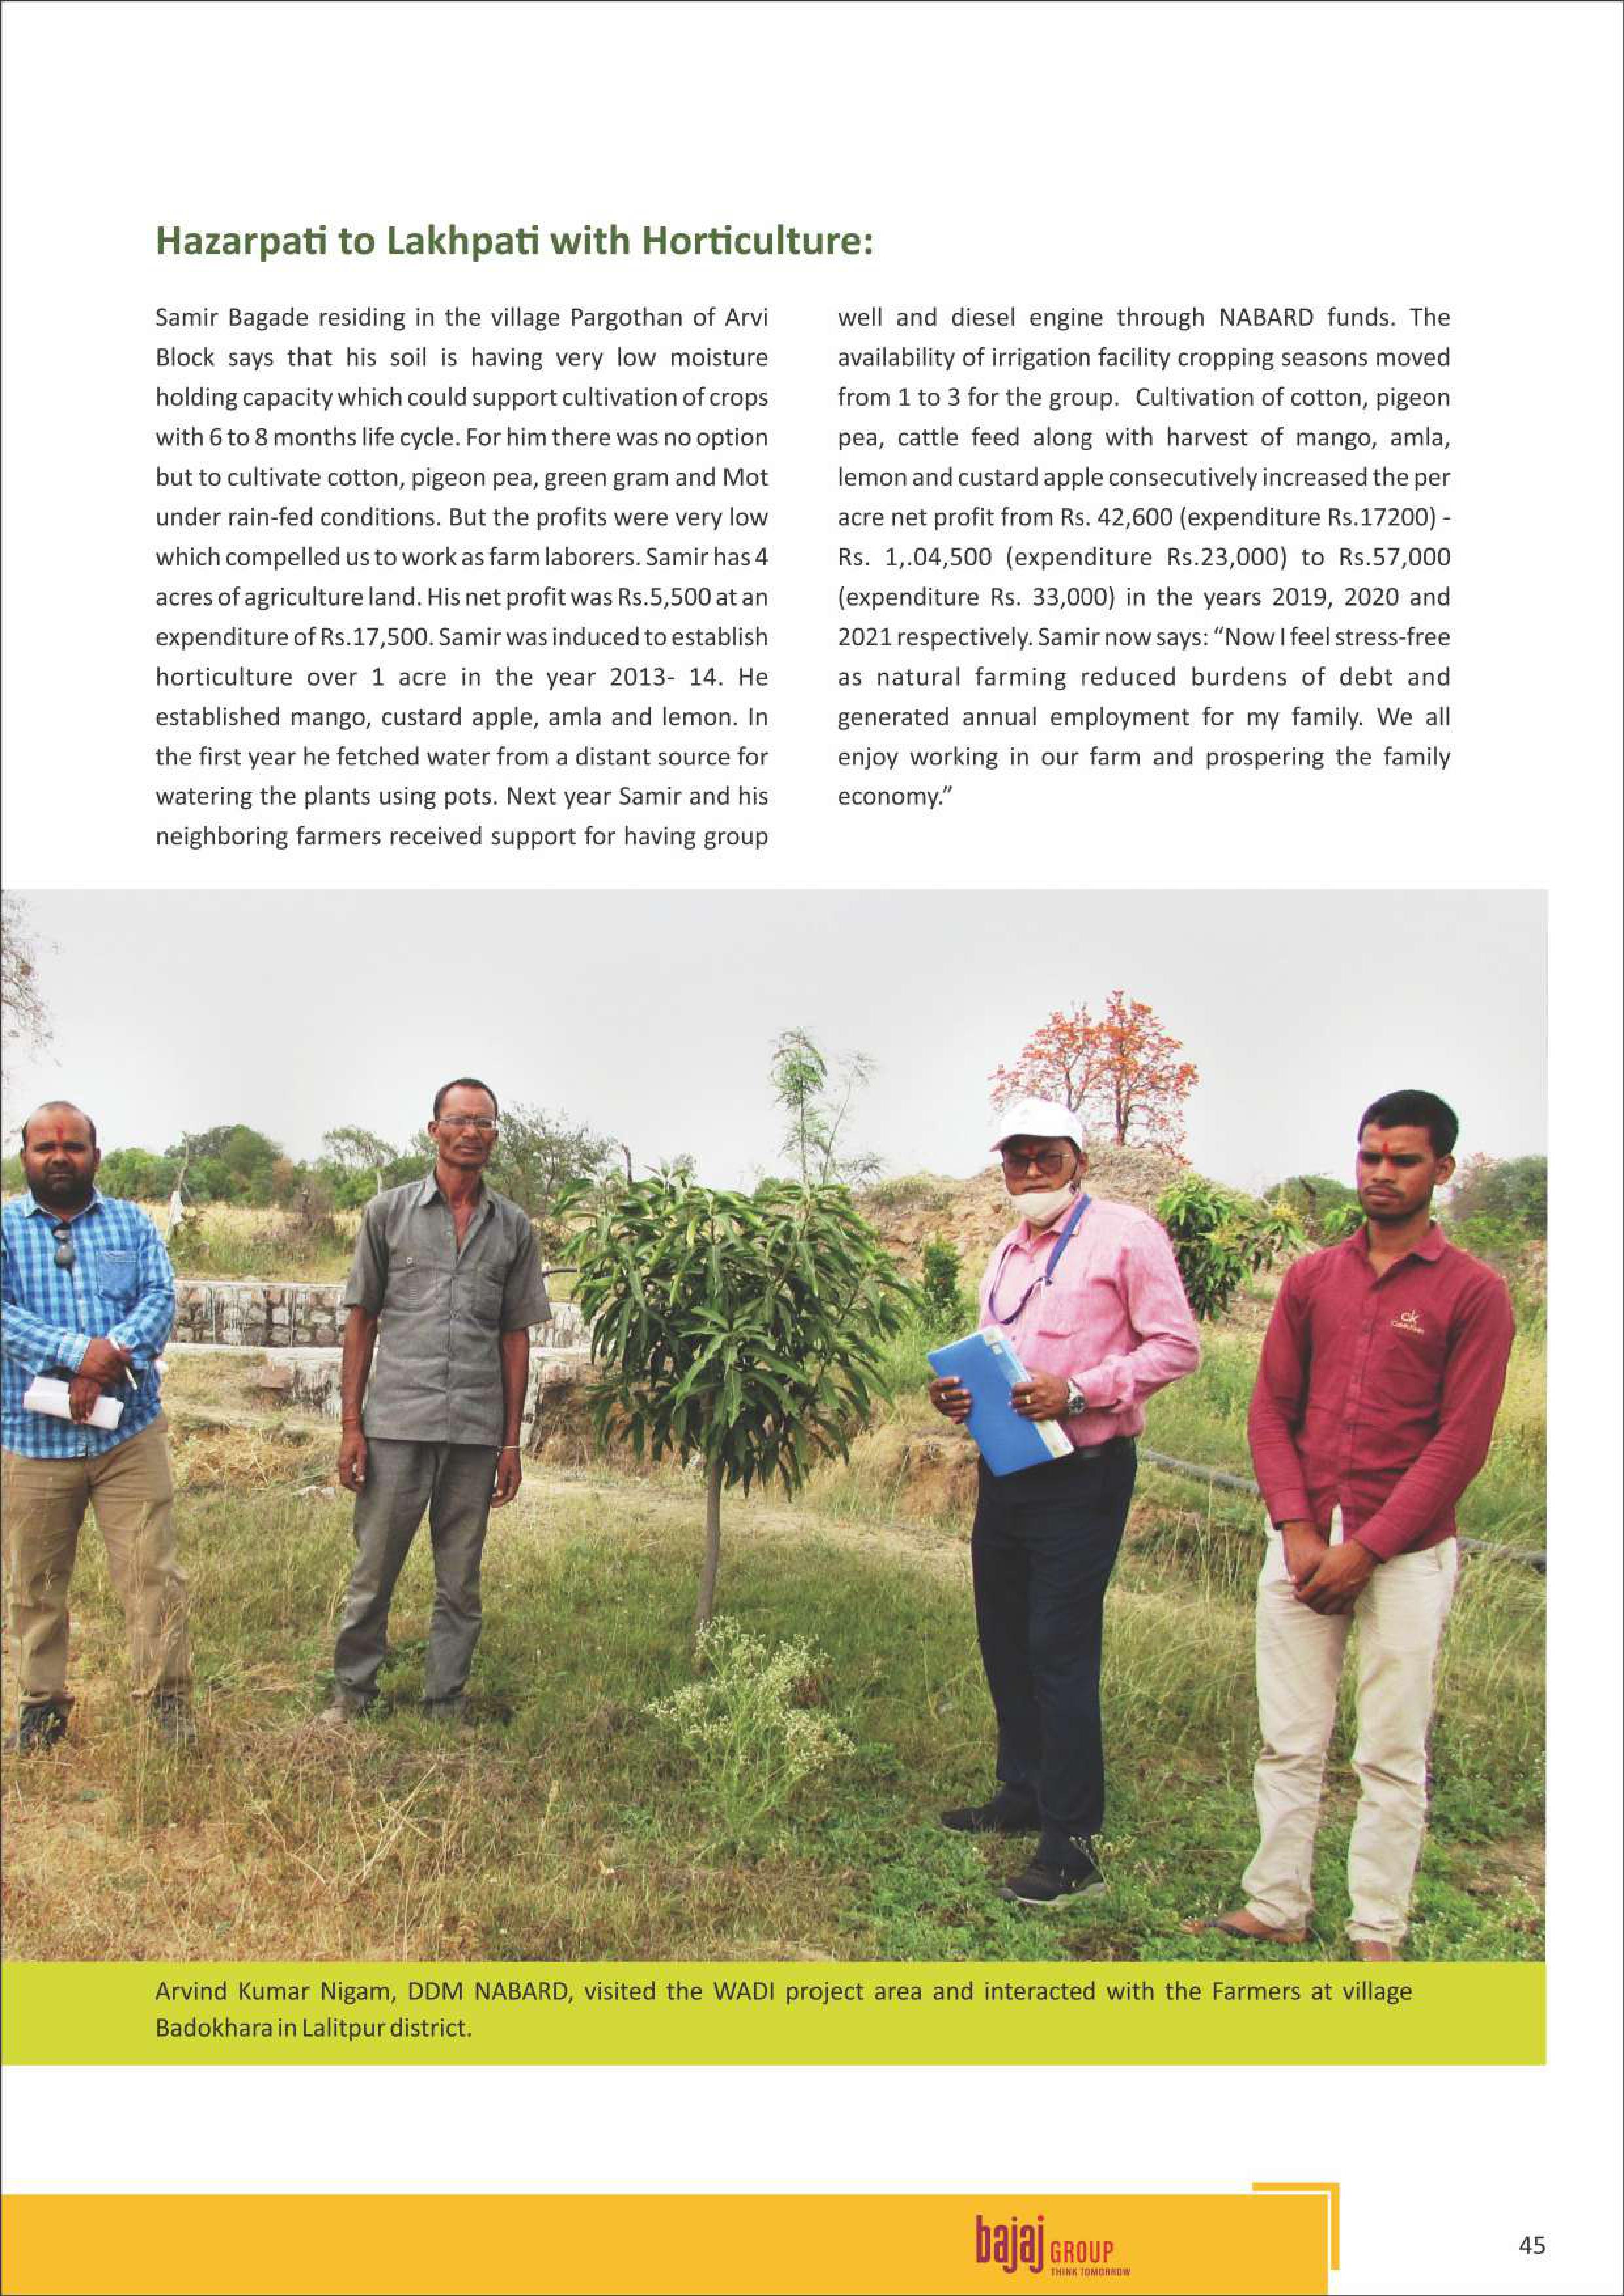 Hazarpati to Lakhpati with Horticulture:
Samir Bagade residing in the village Pargothan of Arvi
Block says that his soil is having very low moisture
holding capacity which could support cultivation of crops
with 6 to 8 months life cycle. For him there was no option
but to cultivate cotton, pigeon pea, green gram and Mot
under rain-fed conditions. But the profits were very low
which compelled us to work as farm laborers. Samir has 4
acres of agriculture land. His net profit was Rs.5,500 at an
expenditure of Rs.17,500. Samir was induced to establish
horticulture over 1 acre in the year 2013- 14. He
established mango, custard apple, amla and lemon. In
the first year he fetched water from a distant source for
watering the plants using pots. Next year Samir and his
neighboring farmers received support for having group
well and diesel engine through NABARD funds. The
availability of irrigation facility cropping seasons moved
from 1 to 3 for the group. Cultivation of cotton, pigeon
pea, cattle feed along with harvest of mango, amla,
lemon and custard apple consecutively increased the per
acre net profit from Rs. 42,600 (expenditure Rs.17200) -
Rs. 1,.04,500 (expenditure Rs.23,000) to Rs.57,000
(expenditure Rs. 33,000) in the years 2019, 2020 and
2021 respectively. Samir now says: “Now I feel stress-free
as natural farming reduced burdens of debt and
generated annual employment for my family. We all
enjoy working in our farm and prospering the family
economy.”
ck
Calvin Klein
Arvind Kumar Nigam, DDM NABARD, visited the WADI project area and interacted with the Farmers at village
Badokhara in Lalitpur district.
bajaj GROUP
THINK TOMORROW
45